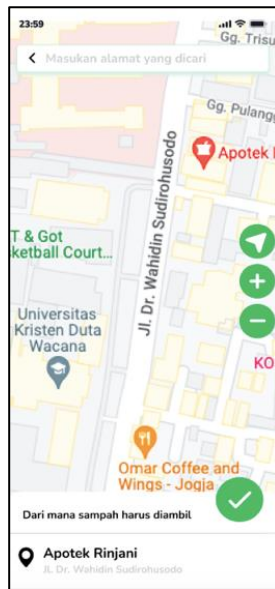 23:59
Gg. Trisu
Masukan alamat yang dicari
Gg. Pulangg
Apotek
T & Got
ketball Court...
Jl. Dr. Wahidin Sudirohusodo
Universitas
Kristen Duta
Wacana
KO
Omar Coffee and
Wings - Jogja
Dari mana sampah harus diambil
Apotek Rinjani
JL. Dr. Wahidin Sudirohusodo